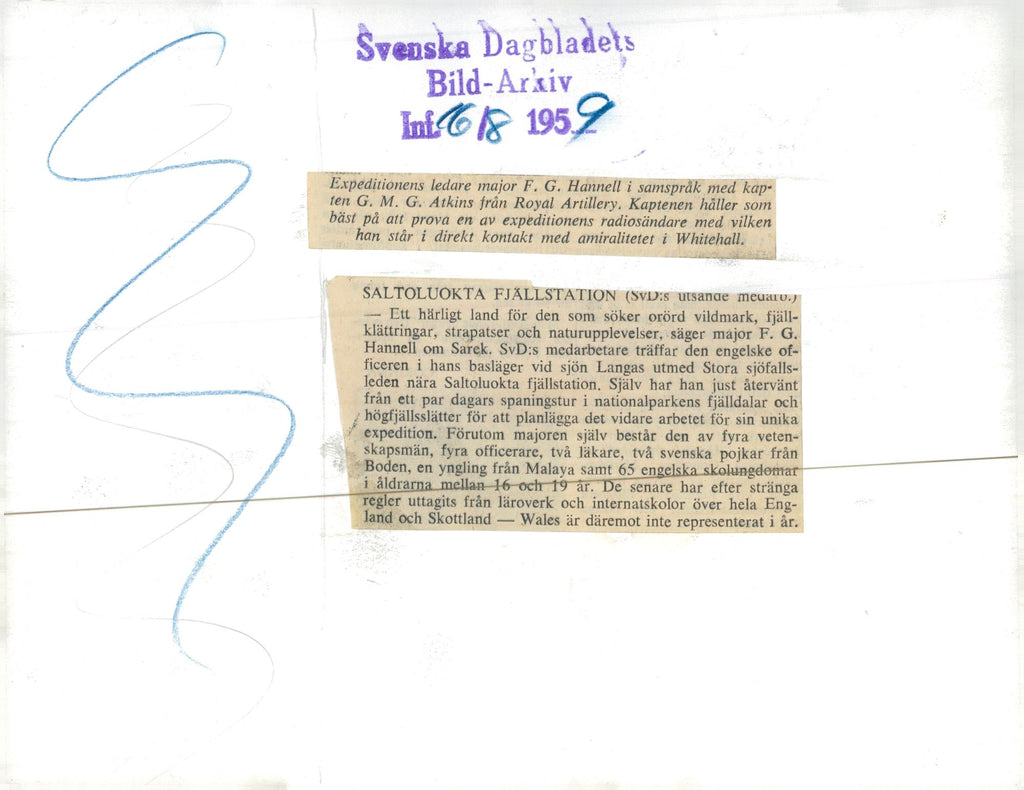 Svenska Dagbladets
Bild-Arkiv
Inf. 16/8 1959
Expeditionens ledare major F. G. Hannell i samspråk med kap-
ten G. M. G. Atkins från Royal Artillery. Kaptenen håller som
bäst på att prova en av expeditionens radiosändare med vilken
han står i direkt kontakt med amiralitetet i Whitehall.
SALTOLUOKTA FJÄLLSTATION (SvD:s utsände medarb.)
— Ett härligt land för den som söker orörd vildmark, fjäll-
klättringar, strapatser och naturupplevelser, säger major F. G.
Hannell om Sarek. SvD:s medarbetare träffar den engelske of-
ficeren i hans basläger vid sjön Langas utmed Stora sjöfalls-
leden nära Saltoluokta fjällstation. Själv har han just återvänt
från ett par dagars spaningstur i nationalparkens fjälldalar och
högfjällsslätter för att planlägga det vidare arbetet för sin unika
expedition. Förutom majoren själv består den av fyra veten-
skapsmän, fyra officerare, två läkare, två svenska pojkar från
Boden, en yngling från Malaya samt 65 engelska skolungdomar
i åldrarna mellan 16 och 19 år. De senare har efter stränga
regler uttagits från läroverk och internatskolor över hela Eng-
land och Skottland — Wales är däremot inte representerat i år.